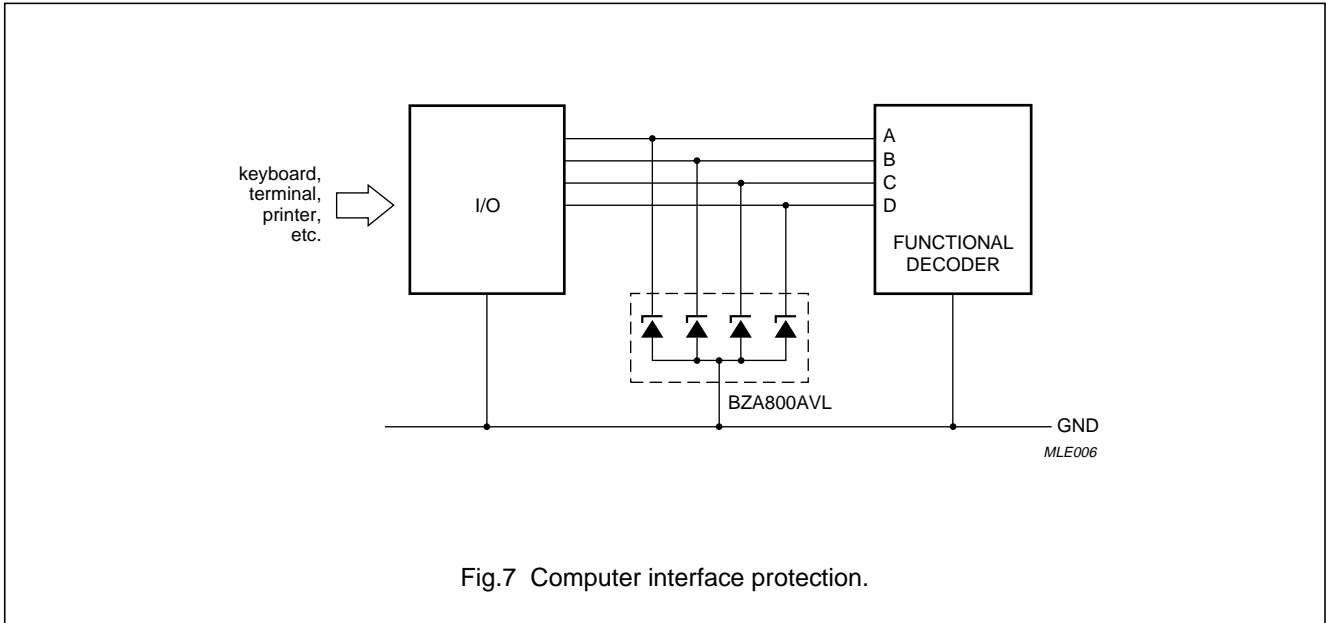 keyboard,
terminal,
printer,
etc.
I/O
A
B
C
D
FUNCTIONAL
DECODER
BZA800AVL
GND
MLE006
Fig.7 Computer interface protection.